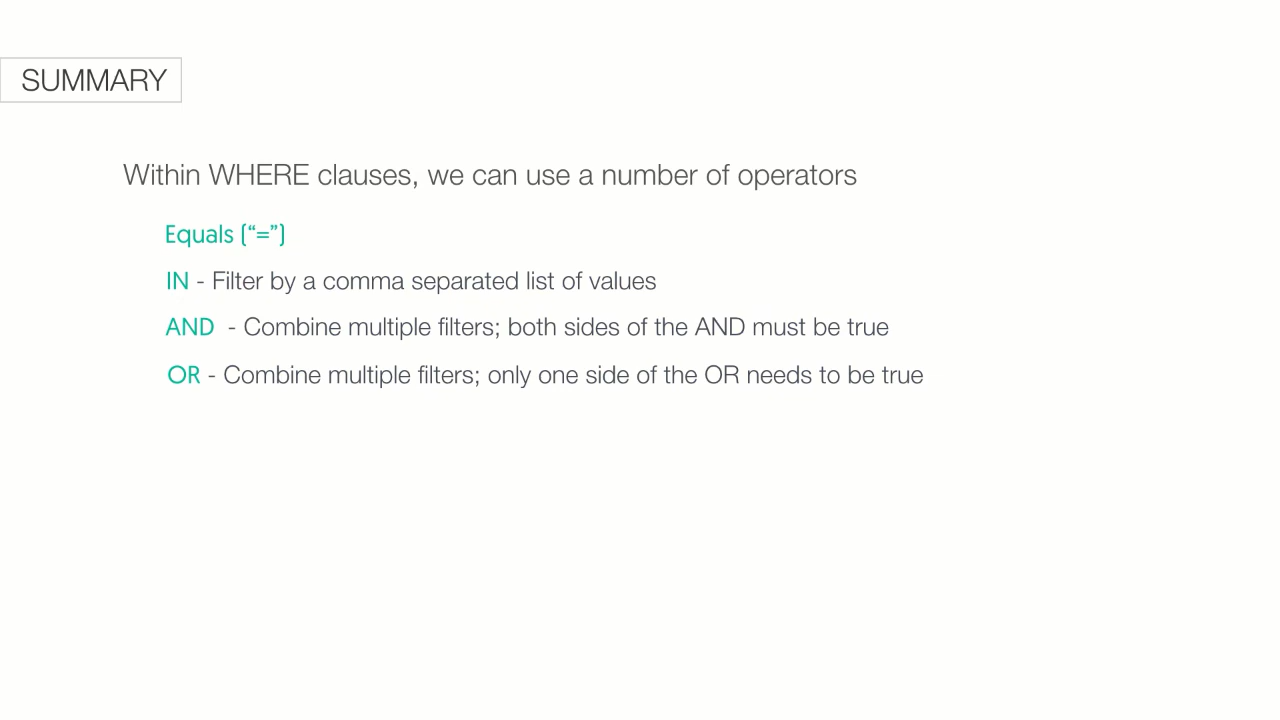 SUMMARY
Within WHERE clauses, we can use a number of operators
Equals (“=”)
IN - Filter by a comma separated list of values
AND - Combine multiple filters; both sides of the AND must be true
OR - Combine multiple filters; only one side of the OR needs to be true